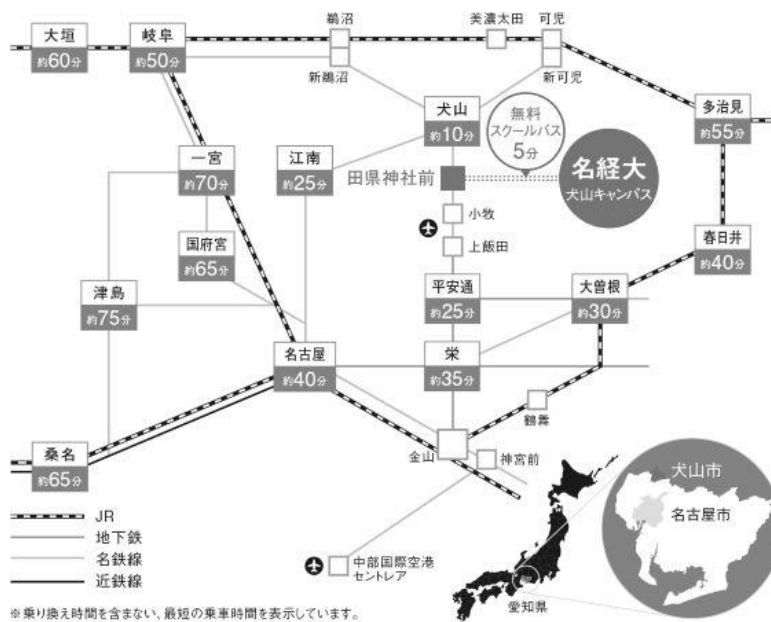 大垣
約60分
岐阜
約50分
鵜沼
新鵜沼
美濃太田
可児
新可児
多治見
約55分
犬山
約10分
無料
スクールバス
5分
名経大
犬山キャンパス
一宮
約70分
江南
約25分
田県神社前
小牧
上飯田
国府宮
約65分
春日井
約40分
津島
約75分
平安通
約25分
大曽根
約30分
名古屋
約40分
栄
約35分
鶴舞
金山
神宮前
桑名
約65分
中部国際空港
セントレア
JR
地下鉄
名鉄線
近鉄線
犬山市
名古屋市
愛知県
※乗り換え時間を含まない、最短の乗車時間を表示しています。